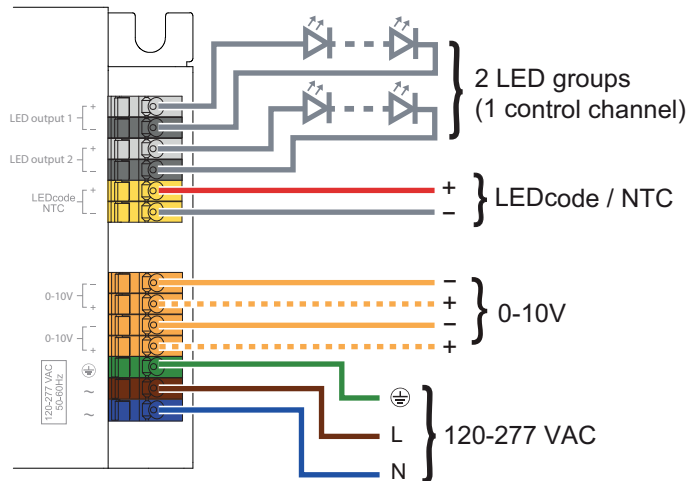 LED output 1
+
−
LED output 2
+
−
LEDcode
NTC
+
−
0-10V
−
+
0-10V
−
+
120-277 VAC
50-60Hz
~
~
2 LED groups
(1 control channel)
+
−
LEDcode / NTC
−
+
−
+
0-10V
L
N
120-277 VAC